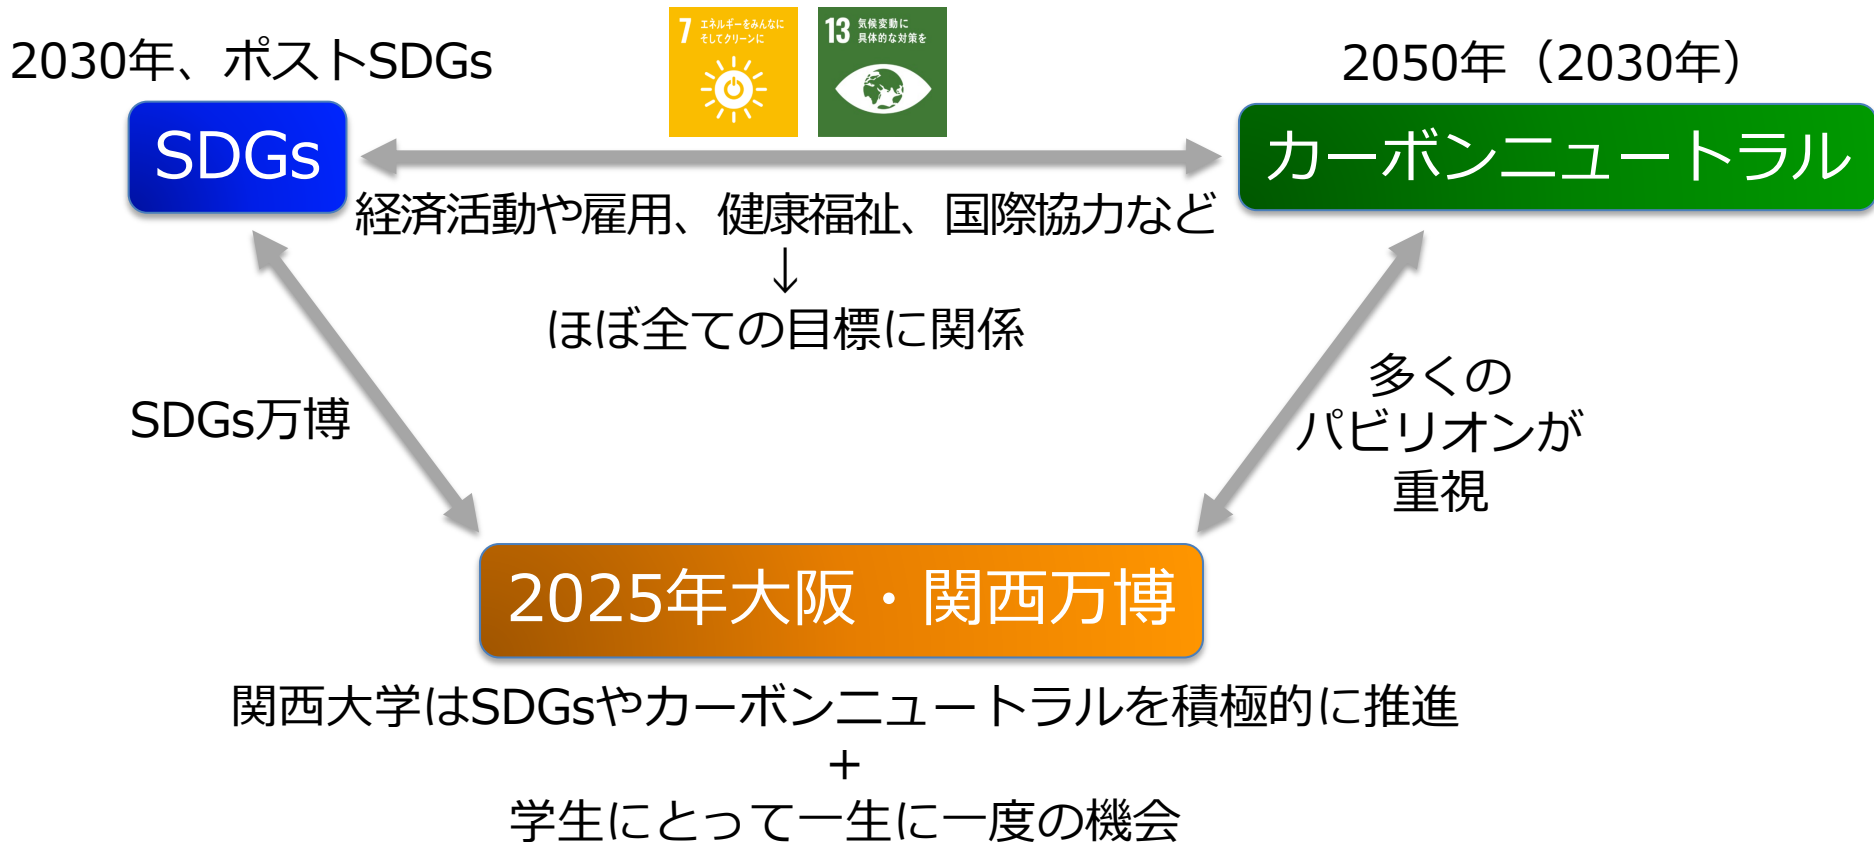 7 エネルギーをみんなに
そしてクリーンに
13 気候変動に
具体的な対策を
2030年、ポストSDGs
2050年（2030年）
SDGs
カーボンニュートラル
経済活動や雇用、健康福祉、国際協力など
↓
ほぼ全ての目標に関係
SDGs万博
多くの
パビリオンが
重視
2025年大阪・関西万博
関西大学はSDGsやカーボンニュートラルを積極的に推進
+
学生にとって一生に一度の機会